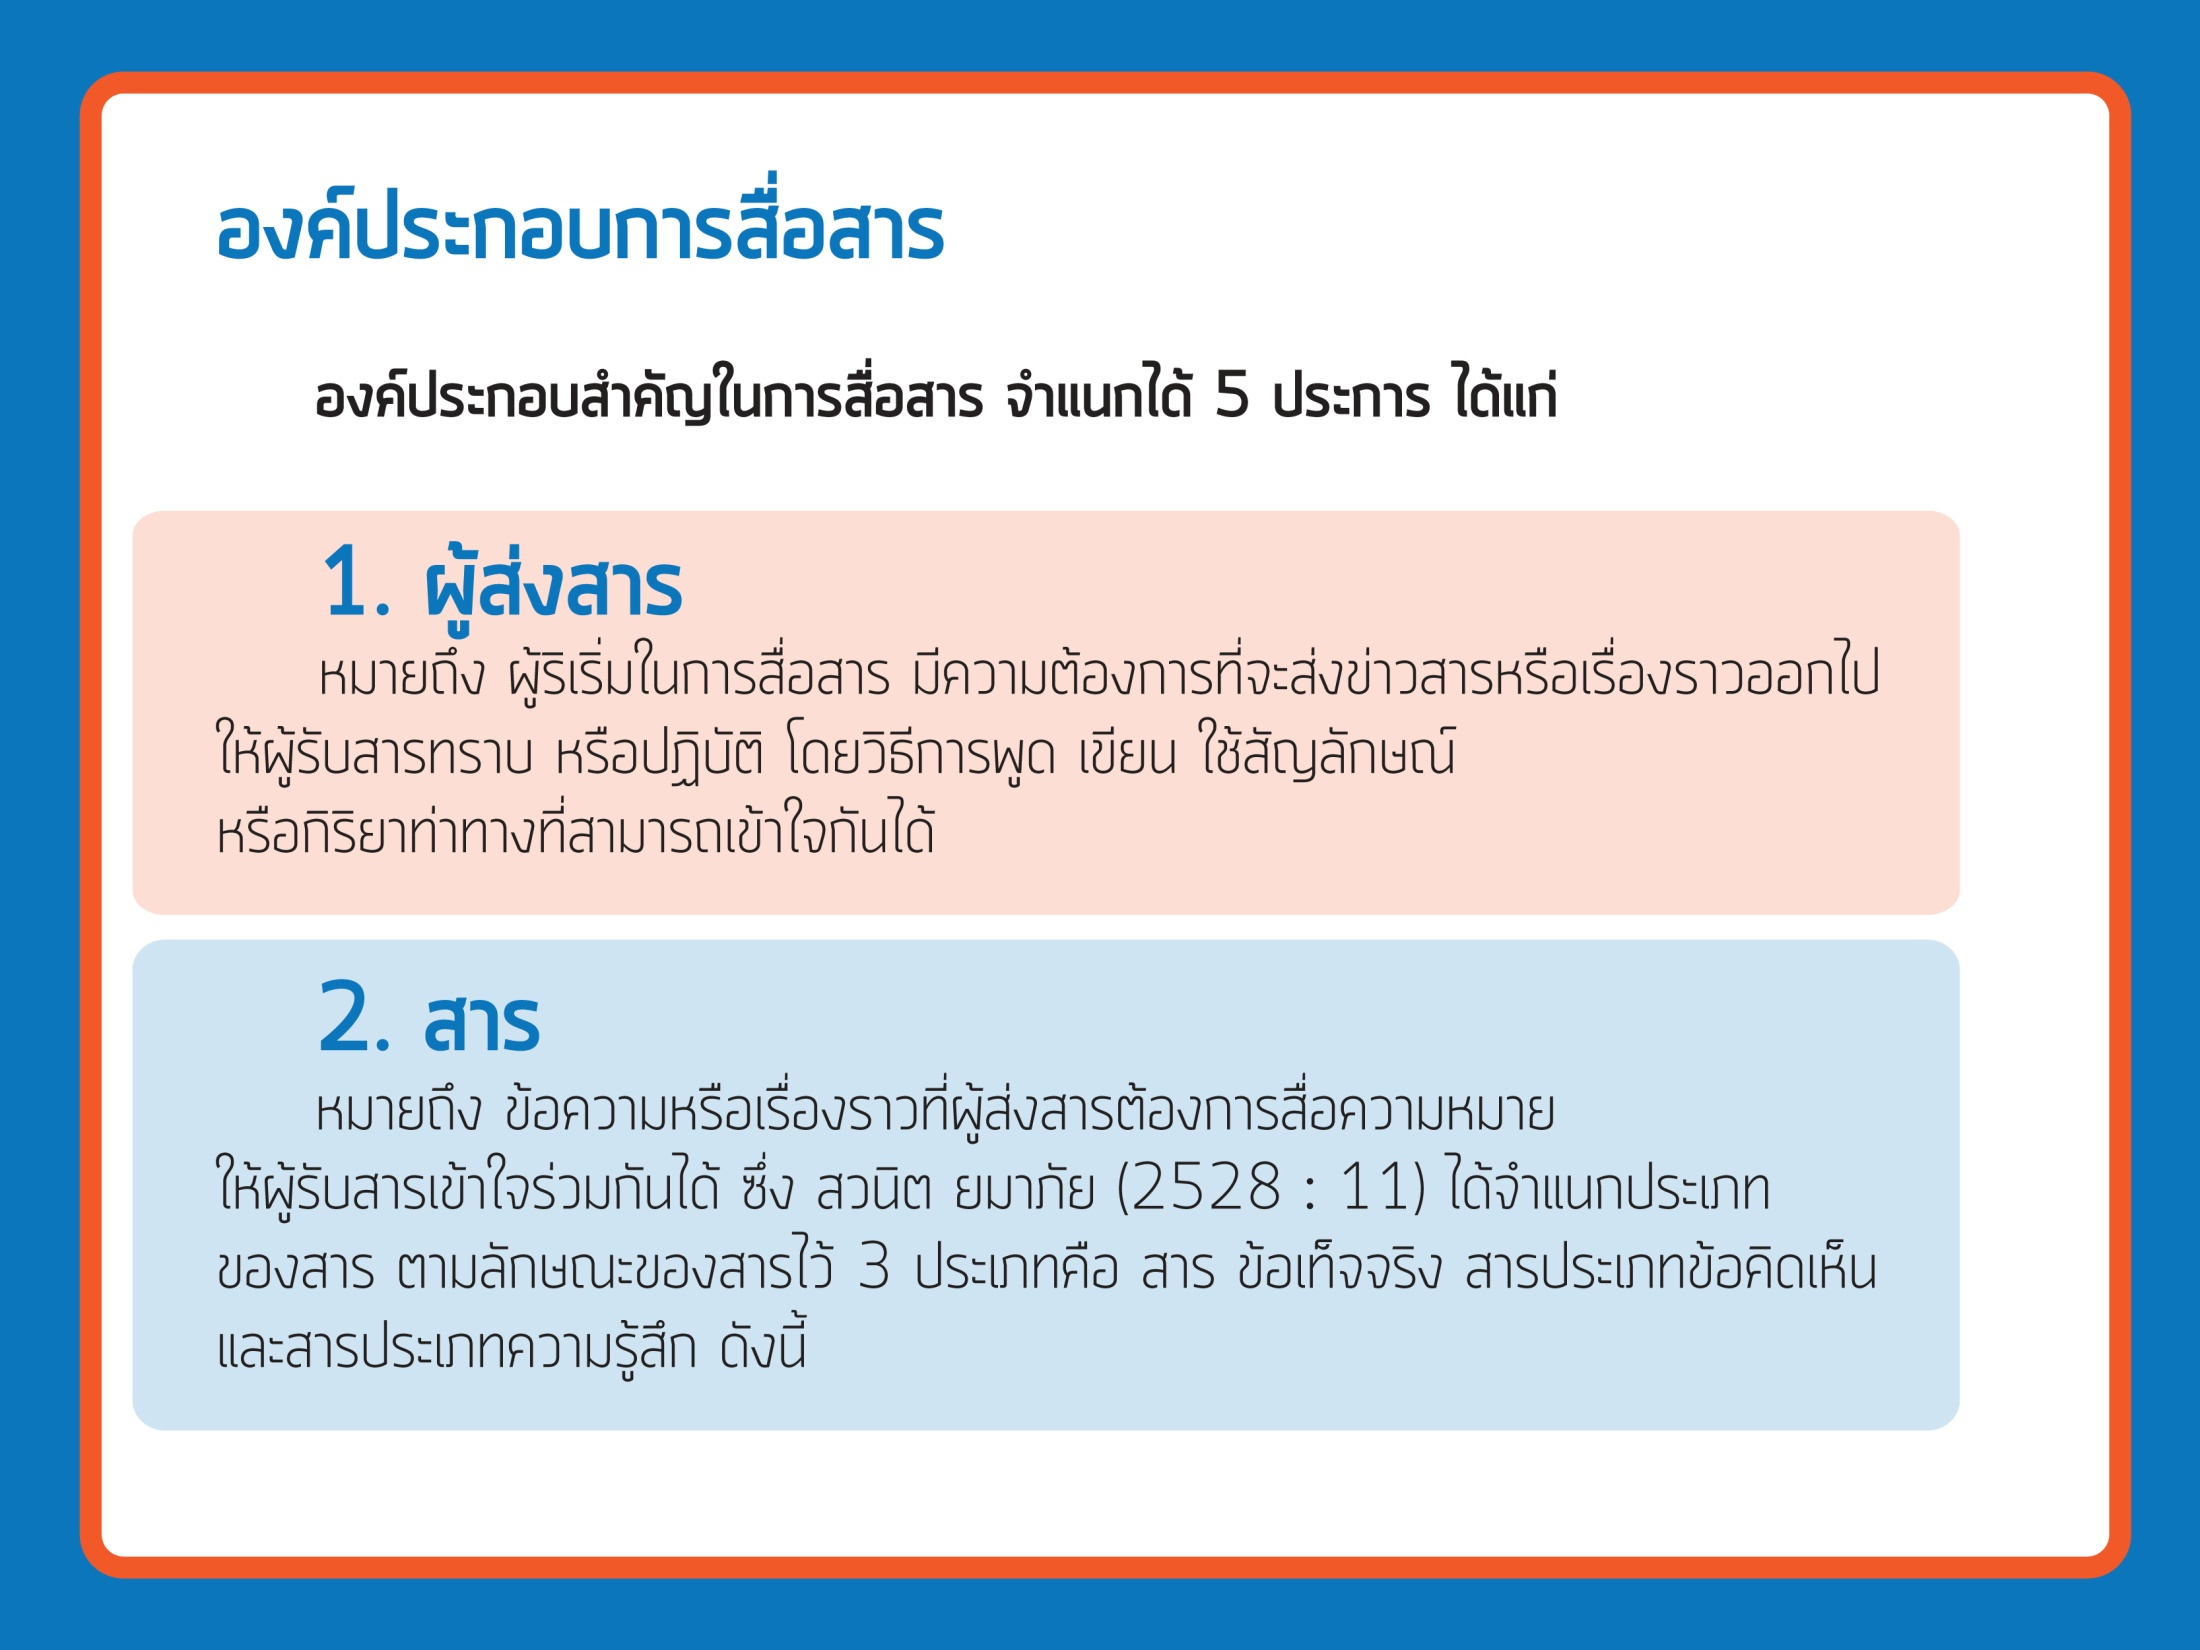 องค์ประกอบการสื่อสาร
องค์ประกอบสำคัญในการสื่อสาร จำแนกได้ 5 ประการ ได้แก่
1. ผู้ส่งสาร
หมายถึง ผู้ริเริ่มในการสื่อสาร มีความต้องการที่จะส่งข่าวสารหรือเรื่องราวออกไป
ให้ผู้รับสารทราบ หรือปฏิบัติ โดยวิธีการพูด เขียน ใช้สัญลักษณ์
หรือกิริยาท่าทางที่สามารถเข้าใจกันได้
2. สาร
หมายถึง ข้อความหรือเรื่องราวที่ผู้ส่งสารต้องการสื่อความหมาย
ให้ผู้รับสารเข้าใจร่วมกันได้ ซึ่ง สวนิต ยมาภัย (2528 : 11) ได้จำแนกประเภท
ของสาร ตามลักษณะของสารไว้ 3 ประเภทคือ สาร ข้อเท็จจริง สารประเภทข้อคิดเห็น
และสารประเภทความรู้สึก ดังนี้